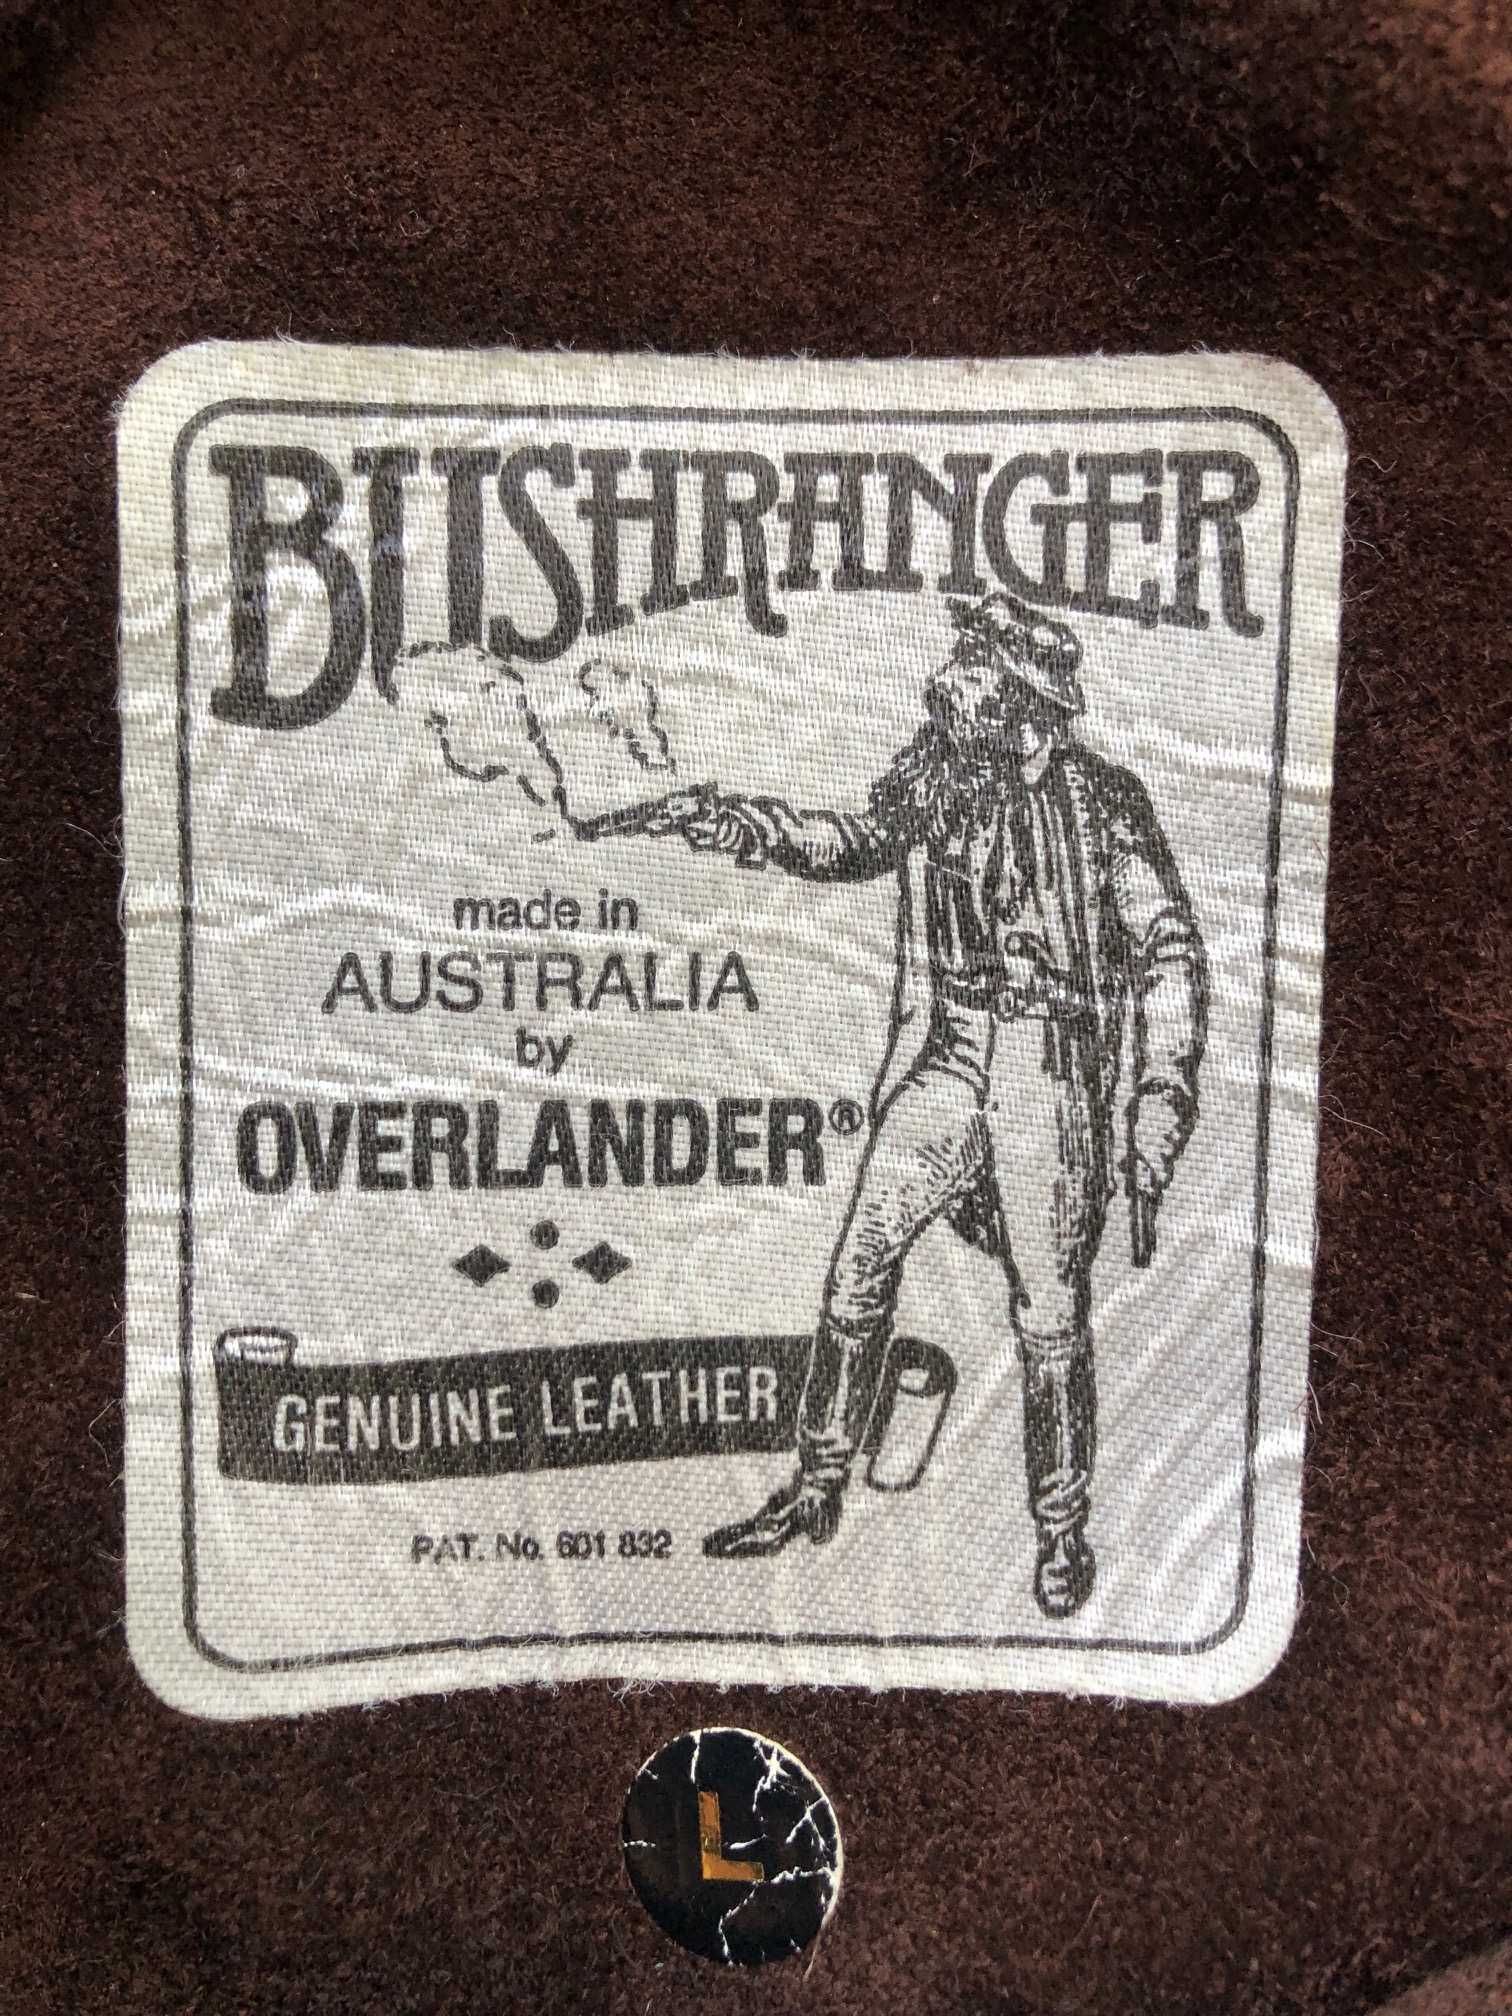 BUSHRANGER
made in
AUSTRALIA
by
OVERLANDER®
GENUINE LEATHER
PAT. No. 601 832
L